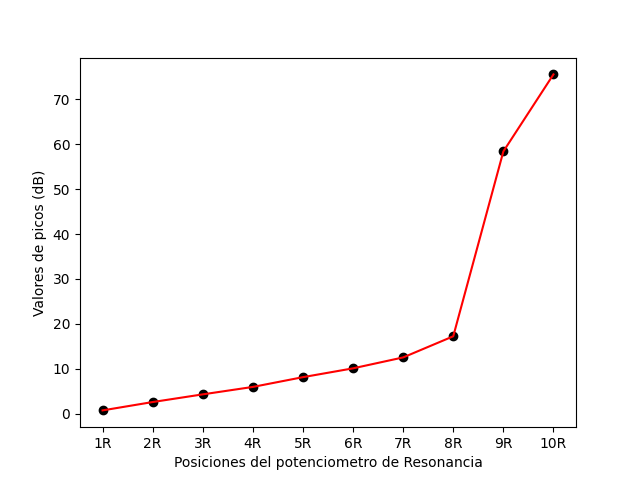 70
60
50
40
30
20
10
0
Valores de picos (dB)
1R 2R 3R 4R 5R 6R 7R 8R 9R 10R
Posiciones del potenciometro de Resonancia